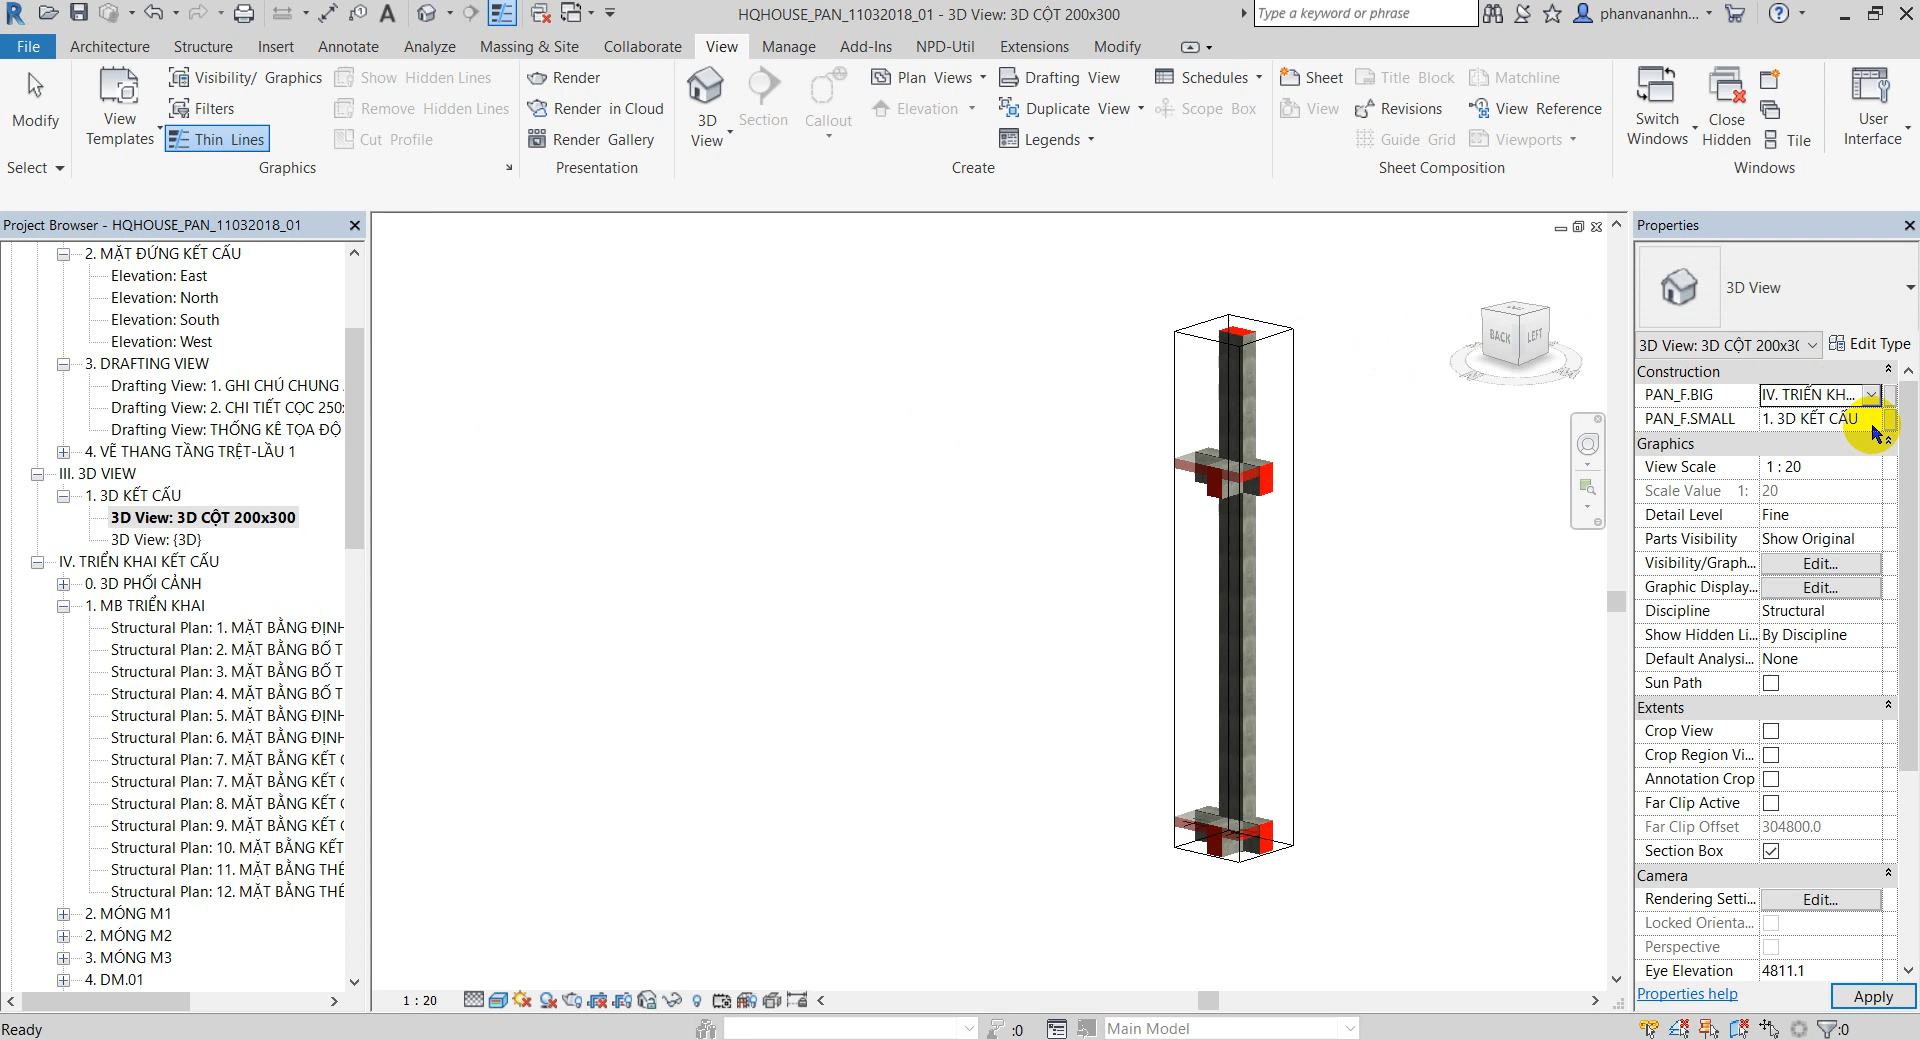 HQHOUSE_PAN_11032018_01 - 3D View: 3D CỘT 200x300
Type a keyword or phrase
phanvananhn...
File Architecture Structure Insert Annotate Analyze Massing & Site Collaborate View Manage Add-Ins NPD-Util Extensions Modify
Modify
Select
View Templates
Visibility/ Graphics
Filters
Thin Lines
Show Hidden Lines
Remove Hidden Lines
Cut Profile
Graphics
Render
Render in Cloud
Render Gallery
Presentation
3D View
Section
Callout
Plan Views
Elevation
Drafting View
Duplicate View
Legends
Schedules
Scope Box
Create
Sheet
View
Title Block
Revisions
Guide Grid
Matchline
View Reference
Viewports
Sheet Composition
Switch Windows
Close Hidden
Tile
Windows
User Interface
Project Browser - HQHOUSE_PAN_11032018_01
2. MẶT ĐỨNG KẾT CẤU
Elevation: East
Elevation: North
Elevation: South
Elevation: West
3. DRAFTING VIEW
Drafting View: 1. GHI CHÚ CHUNG
Drafting View: 2. CHI TIẾT CỌC 250
Drafting View: THỐNG KÊ TỌA ĐỘ
4. VẼ THANG TẦNG TRỆT-LẦU 1
III. 3D VIEW
1. 3D KẾT CẤU
3D View: 3D CỘT 200x300
3D View: {3D}
IV. TRIỂN KHAI KẾT CẤU
0. 3D PHỐI CẢNH
1. MB TRIỂN KHAI
Structural Plan: 1. MẶT BẰNG ĐỊNH
Structural Plan: 2. MẶT BẰNG BỐ T
Structural Plan: 3. MẶT BẰNG BỐ T
Structural Plan: 4. MẶT BẰNG BỐ T
Structural Plan: 5. MẶT BẰNG ĐỊNH
Structural Plan: 6. MẶT BẰNG ĐỊNH
Structural Plan: 7. MẶT BẰNG KẾT
Structural Plan: 7. MẶT BẰNG KẾT
Structural Plan: 8. MẶT BẰNG KẾT
Structural Plan: 9. MẶT BẰNG KẾT
Structural Plan: 10. MẶT BẰNG KẾT
Structural Plan: 11. MẶT BẰNG THÉ
Structural Plan: 12. MẶT BẰNG THÉ
2. MÓNG M1
2. MÓNG M2
3. MÓNG M3
4. DM.01
BACK LEFT
Properties
3D View
3D View: 3D CỘT 200x3( Edit Type
Construction
PAN_F.BIG IV. TRIỂN KH...
PAN_F.SMALL 1. 3D KẾT CẤU
Graphics
View Scale 1 : 20
Scale Value 1: 20
Detail Level Fine
Parts Visibility Show Original
Visibility/Graph... Edit...
Graphic Display... Edit...
Discipline Structural
Show Hidden Li... By Discipline
Default Analysi... None
Sun Path
Extents
Crop View
Crop Region Vi...
Annotation Crop
Far Clip Active
Far Clip Offset 304800.0
Section Box
Camera
Rendering Setti... Edit...
Locked Orienta...
Perspective
Eye Elevation 4811.1
Properties help Apply
1 : 20
Ready
:0
Main Model
:0